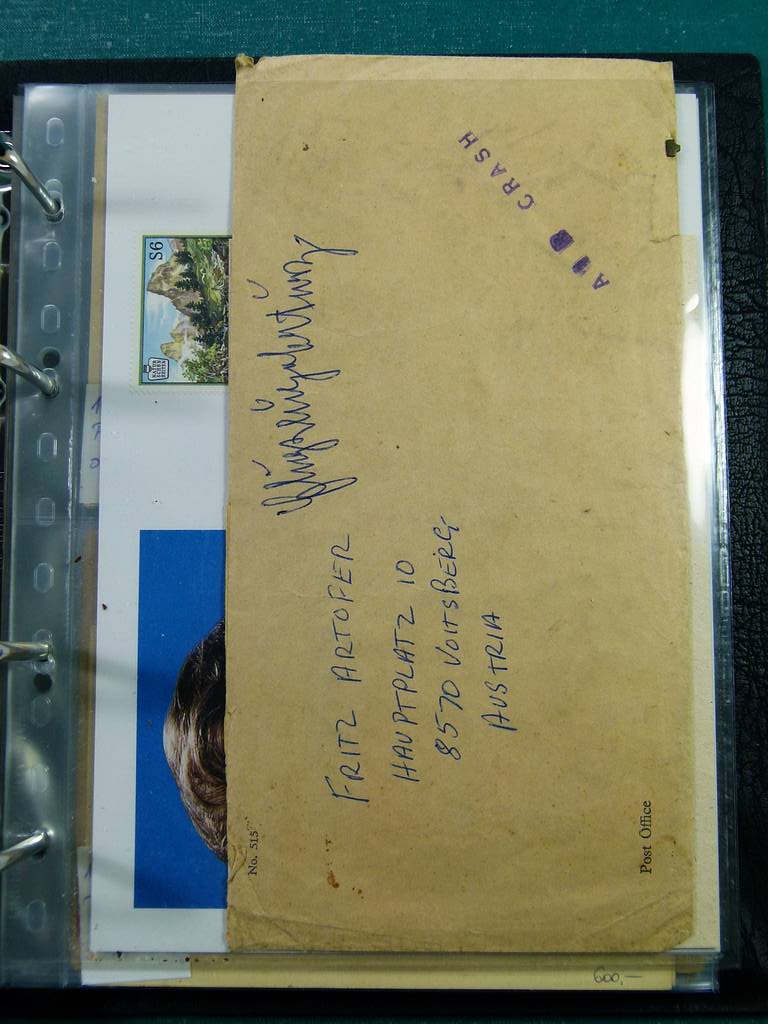 AIR CRASH
FRITZ ARTOFER
HAUPTPLATZ 10
8570 VOITSBERG
AUSTRIA
No. 515
Post Office
S6
600,—